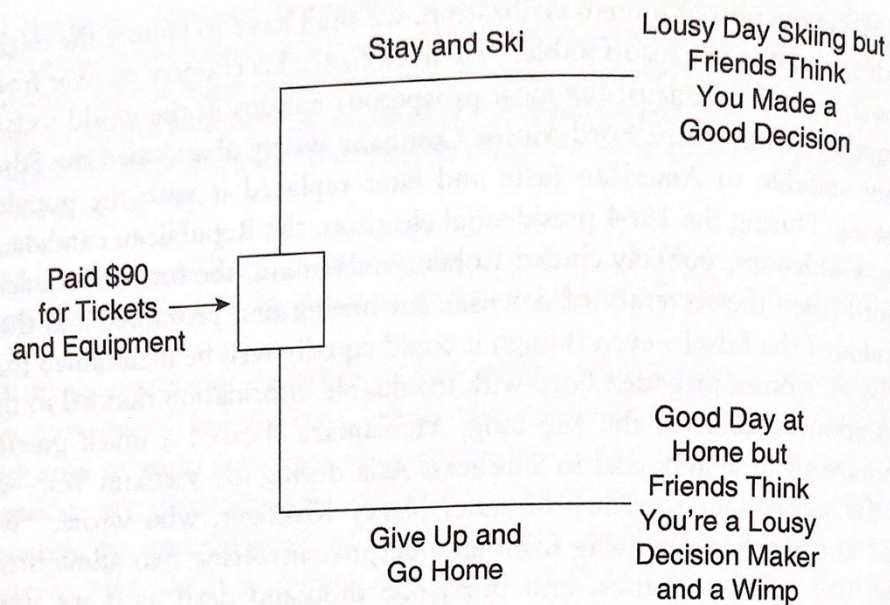 Stay and Ski
Lousy Day Skiing but
Friends Think
You Made a
Good Decision
Paid $90
for Tickets
and Equipment
Give Up and
Go Home
Good Day at
Home but
Friends Think
You're a Lousy
Decision Maker
and a Wimp